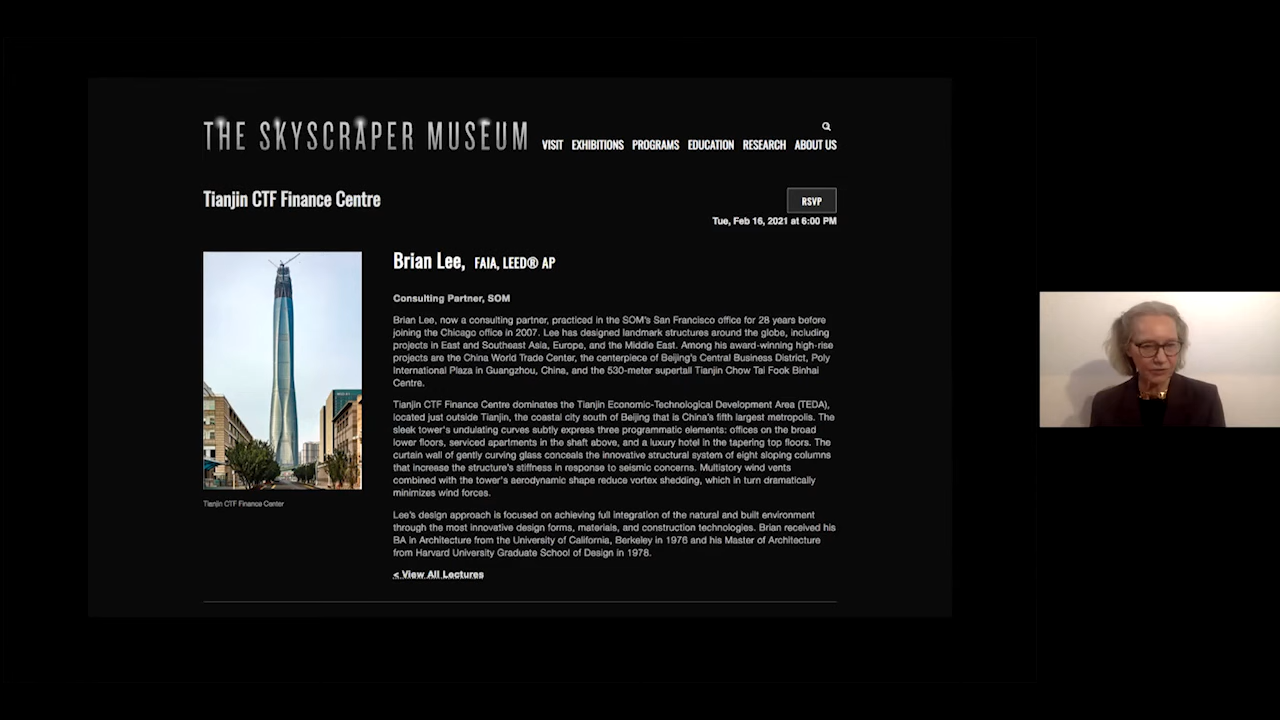 THE SKYSCRAPER MUSEUM
VISIT EXHIBITIONS PROGRAMS EDUCATION RESEARCH ABOUT US
Tianjin CTF Finance Centre
RSVP
Tue, Feb 16, 2021 at 6:00 PM
Brian Lee, FAIA, LEED® AP
Consulting Partner, SOM
Brian Lee, now a consulting partner, practiced in the SOM's San Francisco office for 28 years before
joining the Chicago office in 2007. Lee has designed landmark structures around the globe, including
projects in East and Southeast Asia, Europe, and the Middle East. Among his award-winning high-rise
projects are the China World Trade Center, the centerpiece of Beijing's Central Business District, Poly
International Plaza in Guangzhou, China, and the 530-meter supertall Tianjin Chow Tai Fook Binhai
Centre.
Tianjin CTF Finance Centre dominates the Tianjin Economic-Technological Development Area (TEDA),
located just outside Tianjin, the coastal city south of Beijing that is China's fifth largest metropolis. The
sleek tower's undulating curves subtly express three programmatic elements: offices on the broad
lower floors, serviced apartments in the shaft above, and a luxury hotel in the tapering top floors. The
curtain wall of gently curving glass conceals the innovative structural system of eight sloping columns
that increase the structure's stiffness in response to seismic concerns. Multistory wind vents
combined with the tower's aerodynamic shape reduce vortex shedding, which in turn dramatically
minimizes wind forces.
Lee's design approach is focused on achieving full integration of the natural and built environment
through the most innovative design forms, materials, and construction technologies. Brian received his
BA in Architecture from the University of California, Berkeley in 1976 and his Master of Architecture
from Harvard University Graduate School of Design in 1978.
< View All Lectures
Tianjin CTF Finance Center